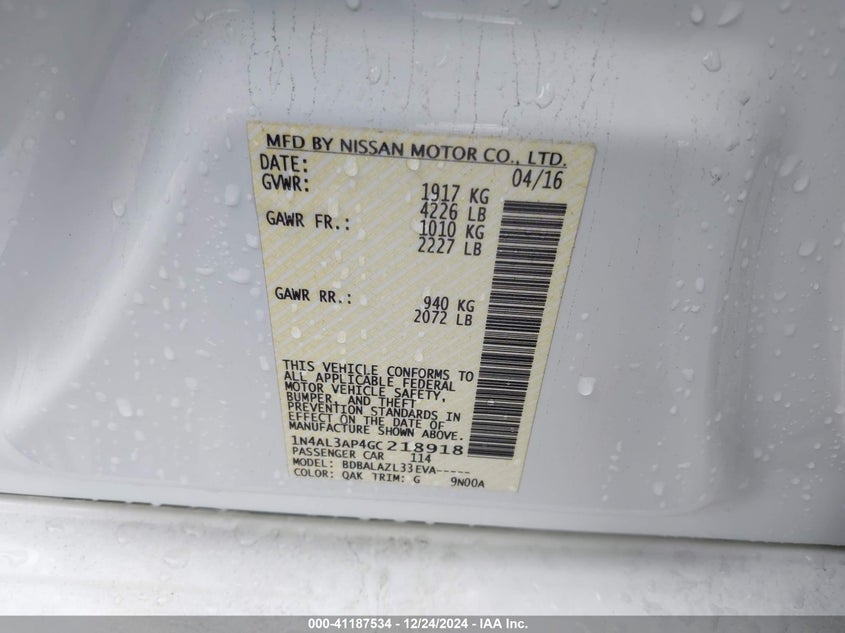 MFD BY NISSAN MOTOR CO., LTD.
DATE: 04/16
GVWR: 1917 KG
4226 LB
GAWR FR.: 1010 KG
2227 LB
GAWR RR.: 940 KG
2072 LB
THIS VEHICLE CONFORMS TO
ALL APPLICABLE FEDERAL
MOTOR VEHICLE SAFETY,
BUMPER, AND THEFT
PREVENTION STANDARDS IN
EFFECT ON THE DATE OF
MANUFACTURE SHOWN ABOVE.
1N4AL3AP4GC218918
PASSENGER CAR 114
MODEL: BDBALAZL33EVA-----
COLOR: QAK TRIM: G 9N00A
000-41187534 - 12/24/2024 - IAA Inc.